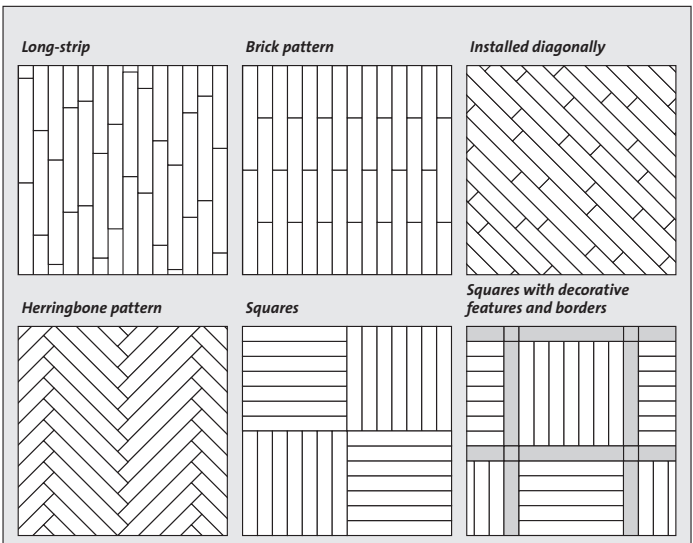 Long-strip
Brick pattern
Installed diagonally
Herringbone pattern
Squares
Squares with decorative
features and borders